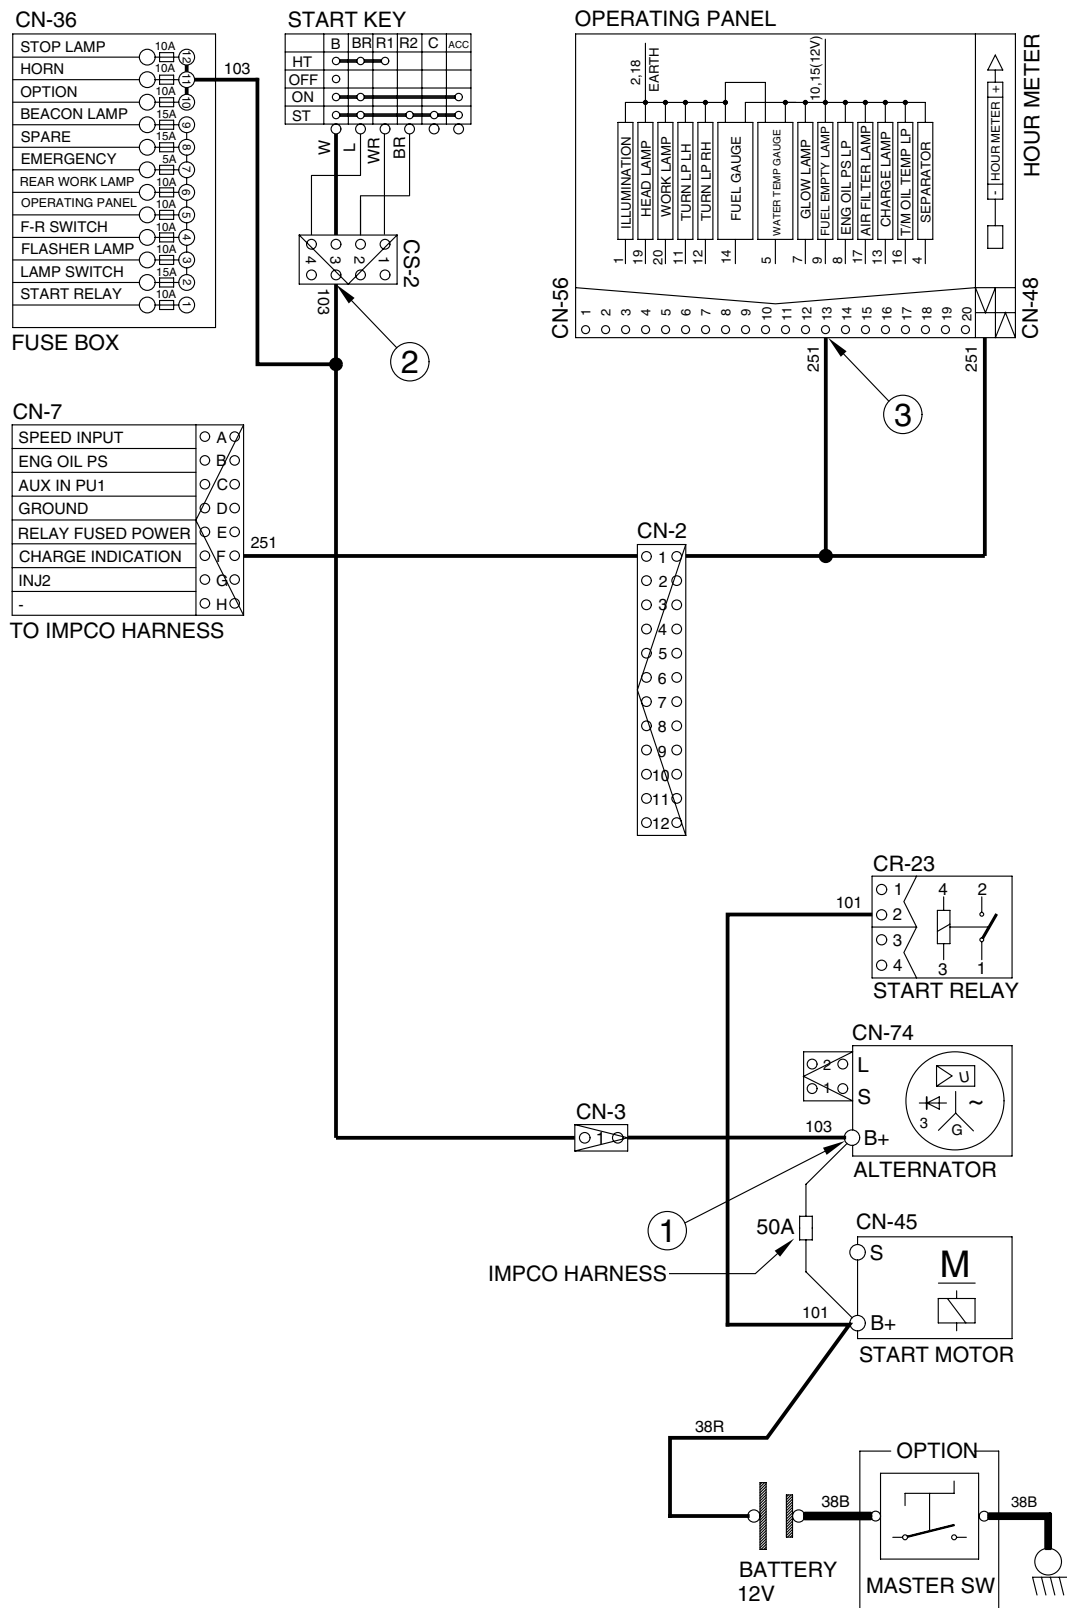 CN-36
STOP LAMP 10A 12
HORN 10A 11
OPTION 10A 10
BEACON LAMP 15A 9
SPARE 15A 8
EMERGENCY 5A 7
REAR WORK LAMP 10A 6
OPERATING PANEL 10A 5
F-R SWITCH 10A 4
FLASHER LAMP 10A 3
LAMP SWITCH 15A 2
START RELAY 10A 1
FUSE BOX
103
START KEY
B BR R1 R2 C ACC
HT
OFF
ON
ST
W L WR BR
4 3 2 1
CS-2
103
2
OPERATING PANEL
2,18
EARTH
10,15(12V)
ILLUMINATION
HEAD LAMP
WORK LAMP
TURN LP LH
TURN LP RH
FUEL GAUGE
WATER TEMP GAUGE
GLOW LAMP
FUEL EMPTY LAMP
ENG OIL PS LP
AIR FILTER LAMP
CHARGE LAMP
T/M OIL TEMP LP
SEPARATOR
1 19 20 11 12 14 5 7 9 8 17 13 16 4
- HOUR METER +
HOUR METER
CN-56
1 2 3 4 5 6 7 8 9 10 11 12 13 14 15 16 17 18 19 20
CN-48
251
251
3
CN-7
SPEED INPUT A
ENG OIL PS B
AUX IN PU1 C
GROUND D
RELAY FUSED POWER E
CHARGE INDICATION F
INJ2 G
- H
TO IMPCO HARNESS
251
CN-2
1
2
3
4
5
6
7
8
9
10
11
12
CR-23
101
1
2
3
4
4 2
3 1
START RELAY
CN-74
2 L
1 S
U
~
3
G
103
B+
ALTERNATOR
CN-3
1
1
50A
IMPCO HARNESS
CN-45
S
M
101
B+
START MOTOR
38R
OPTION
38B
38B
BATTERY
12V
MASTER SW